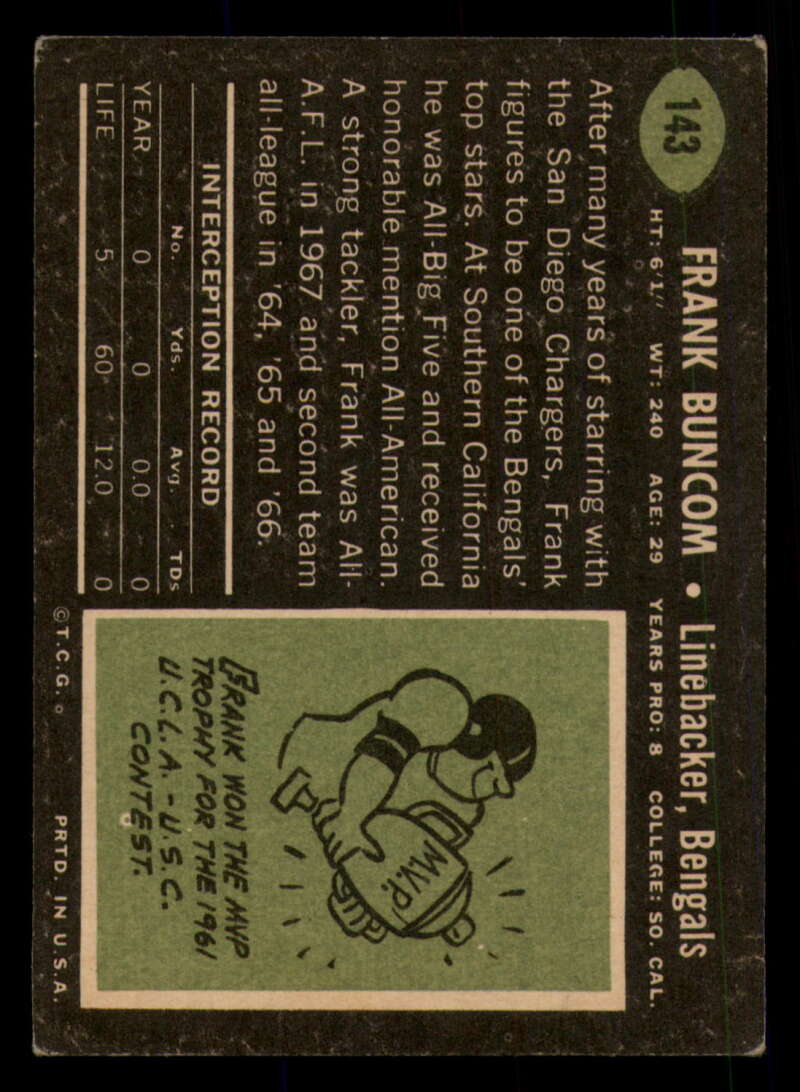 143
FRANK BUNCOM • Linebacker, Bengals
HT: 6'1" WT: 240 AGE: 29 YEARS PRO: 8 COLLEGE: SO. CAL.
After many years of starring with
the San Diego Chargers, Frank
figures to be one of the Bengals'
top stars. At Southern California
he was All-Big Five and received
honorable mention All-American.
A strong tackler, Frank was All-
A.F.L. in 1967 and second team
all-league in '64, '65 and '66.
INTERCEPTION RECORD
No. Yds. Avg. TDs
YEAR 0 0 0.0 0
LIFE 5 60 12.0 0
M.V.P.
FRANK WON THE MVP
TROPHY FOR THE 1961
U.C.L.A. - U.S.C.
CONTEST.
©T.C.G. PRTD. IN U.S.A.